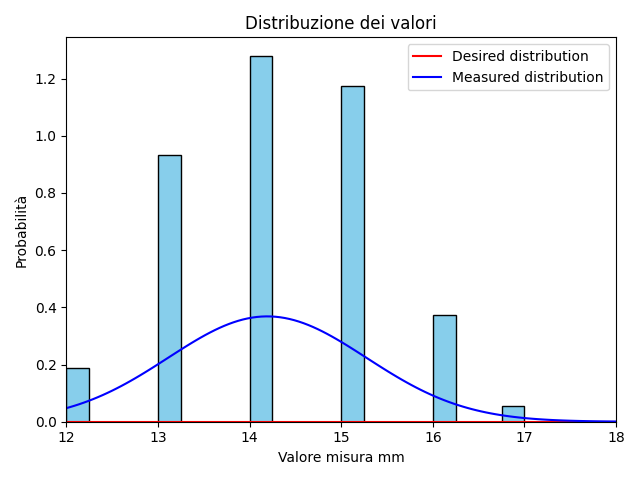 Distribuzione dei valori
Desired distribution
Measured distribution
Probabilità
1.2
1.0
0.8
0.6
0.4
0.2
0.0
12 13 14 15 16 17 18
Valore misura mm